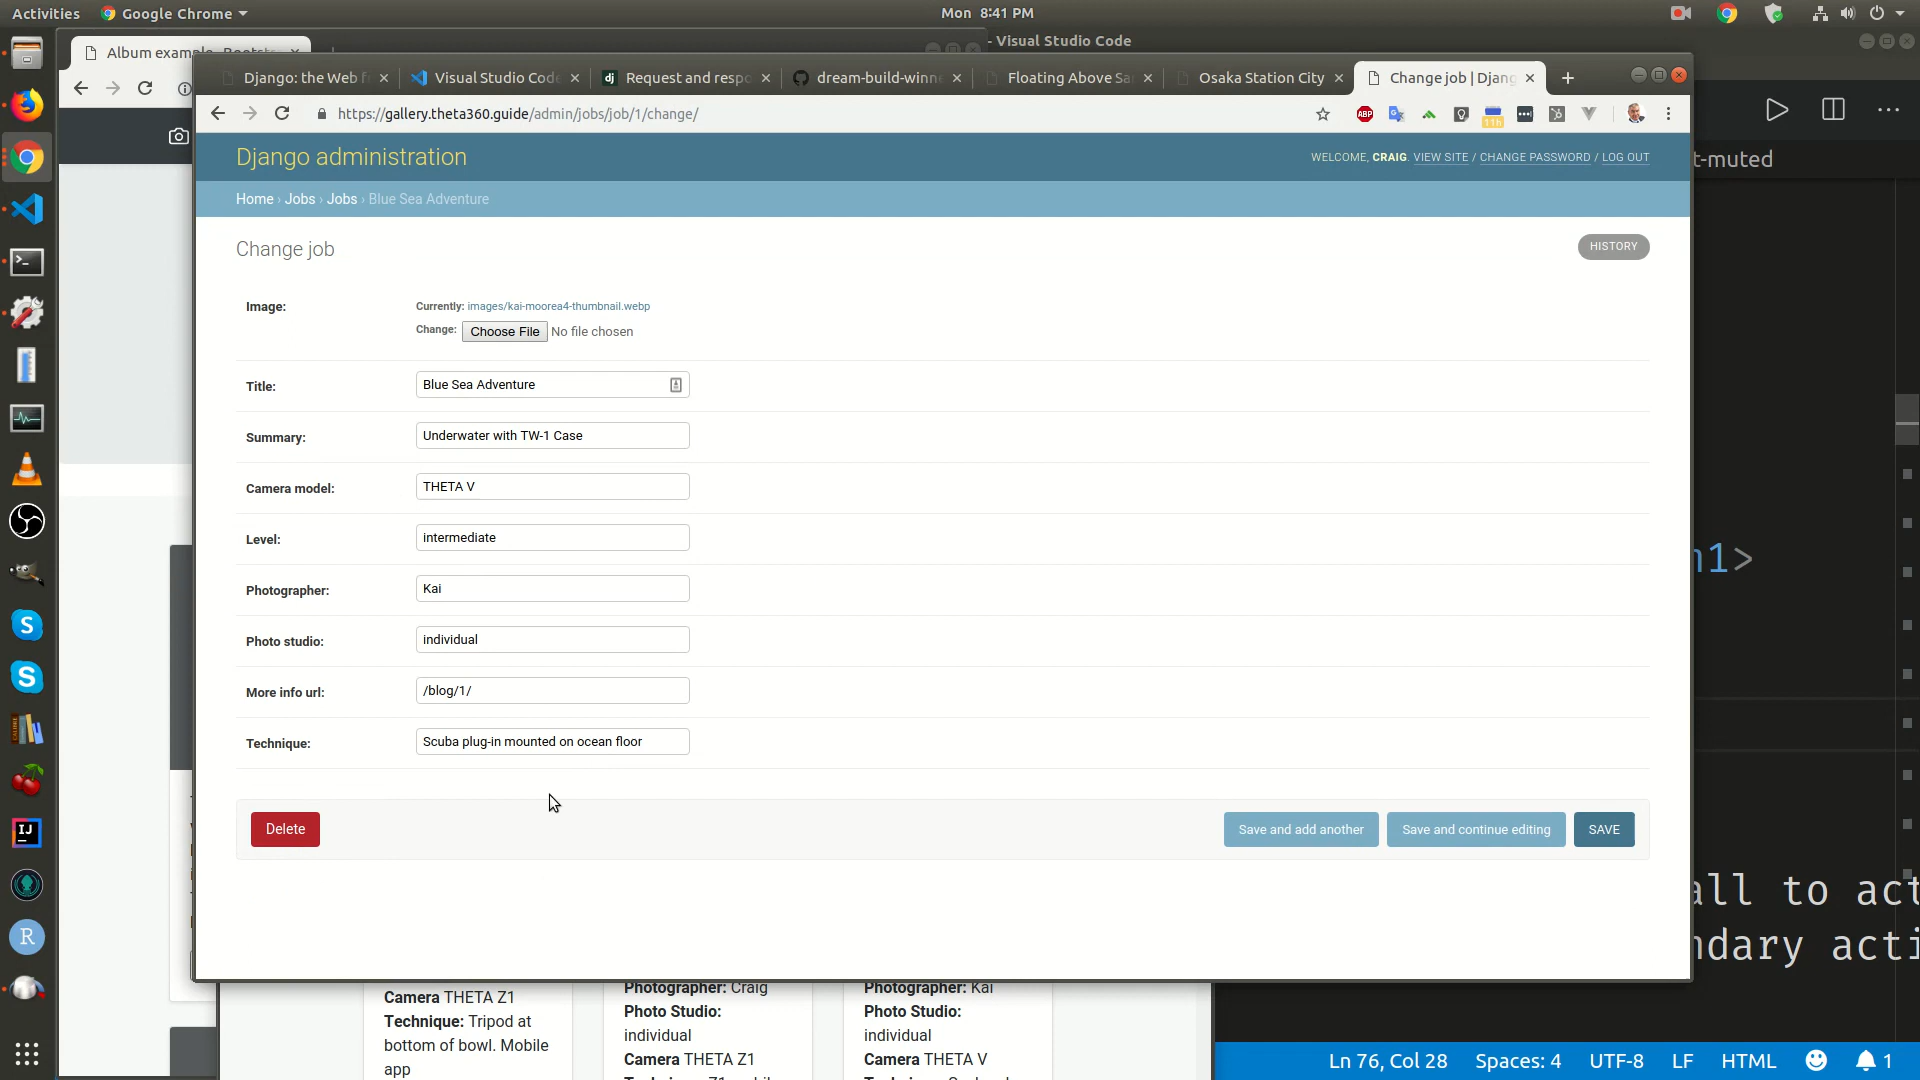 Activities
Google Chrome
Mon 8:41 PM
- Visual Studio Code
Album example
Django: the Web f
Visual Studio Code
Request and respo
dream-build-winne
Floating Above Sa
Osaka Station City
Change job | Djang
https://gallery.theta360.guide/admin/jobs/job/1/change/
ABP
11h
Django administration
WELCOME, CRAIG. VIEW SITE / CHANGE PASSWORD / LOG OUT
t-muted
Home › Jobs › Jobs › Blue Sea Adventure
Change job
HISTORY
Image:
Currently: images/kai-moorea4-thumbnail.webp
Change: Choose File No file chosen
Title:
Blue Sea Adventure
Summary:
Underwater with TW-1 Case
Camera model:
THETA V
Level:
intermediate
1>
Photographer:
Kai
Photo studio:
individual
More info url:
/blog/1/
Technique:
Scuba plug-in mounted on ocean floor
Delete
Save and add another
Save and continue editing
SAVE
all to act
ndary acti
Camera THETA Z1
Technique: Tripod at
bottom of bowl. Mobile
app
Photographer: Craig
Photo Studio:
individual
Camera THETA Z1
Photographer: Kai
Photo Studio:
individual
Camera THETA V
Ln 76, Col 28
Spaces: 4
UTF-8
LF
HTML
1